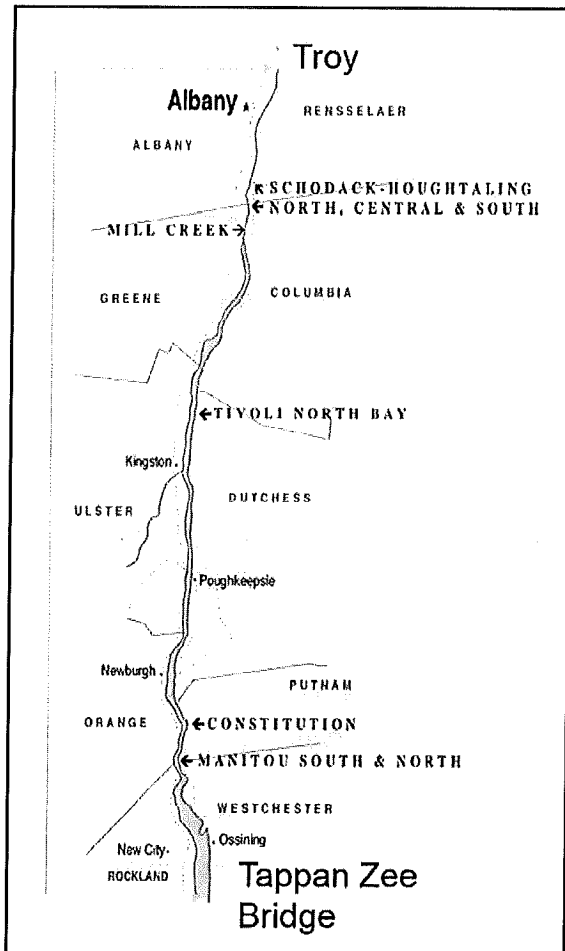 Troy
Albany
RENSSELAER
ALBANY
SCHODACK-HOUGHTALING
NORTH, CENTRAL & SOUTH
MILL CREEK
GREENE
COLUMBIA
TIVOLI NORTH BAY
Kingston
ULSTER
DUTCHESS
Poughkeepsie
Newburgh
PUTNAM
ORANGE
CONSTITUTION
MANITOU SOUTH & NORTH
WESTCHESTER
Ossining
New City
ROCKLAND
Tappan Zee
Bridge